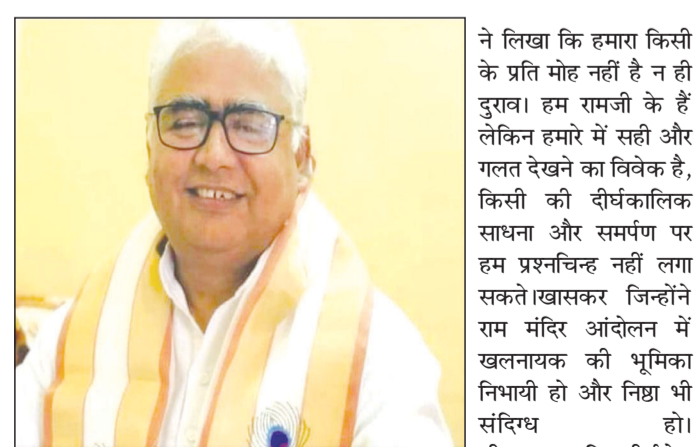 ने लिखा कि हमारा किसी
के प्रति मोह नहीं है न ही
दुराव। हम रामजी के हैं
लेकिन हमारे में सही और
गलत देखने का विवेक है,
किसी की दीर्घकालिक
साधना और समर्पण पर
हम प्रश्नचिन्ह नहीं लगा
सकते।खासकर जिन्होंने
राम मंदिर आंदोलन में
खलनायक की भूमिका
निभायी हो और निष्ठा भी
संदिग्ध हो।